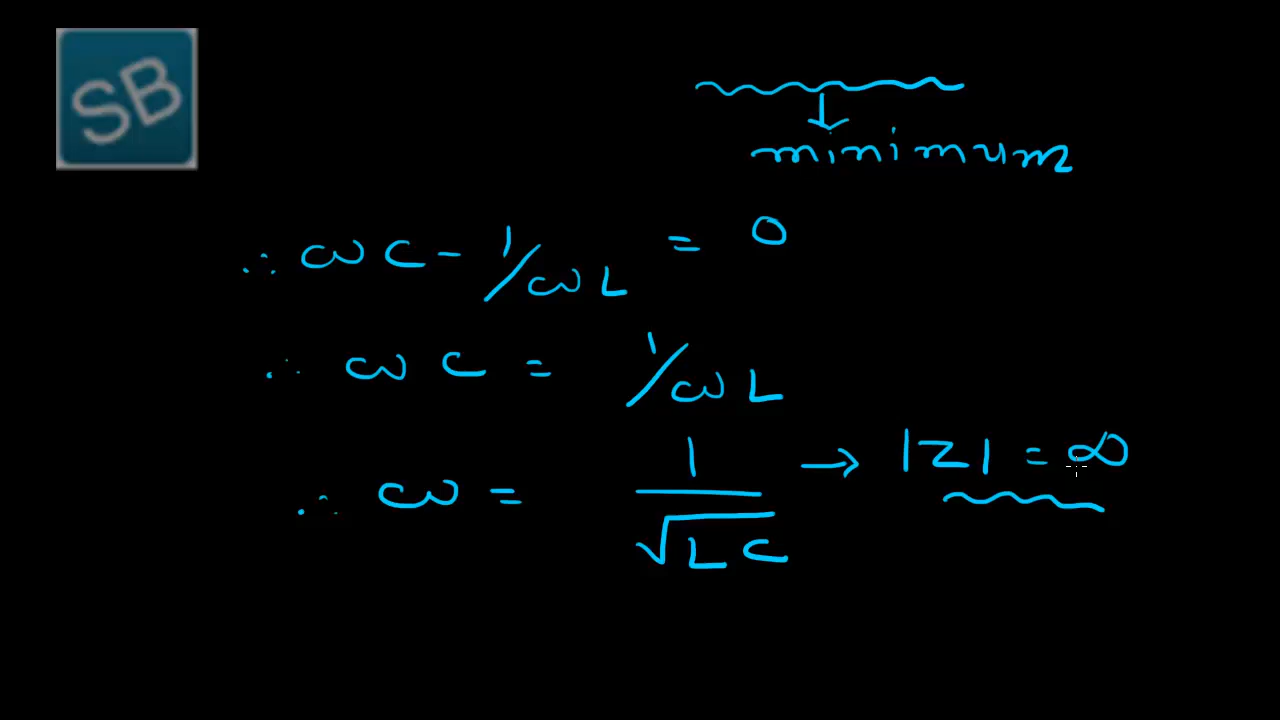 SB
minimum
∴ ωC - 1/ωL = 0
∴ ωC = 1/ωL
∴ ω = 1/√LC → |Z| = ∞